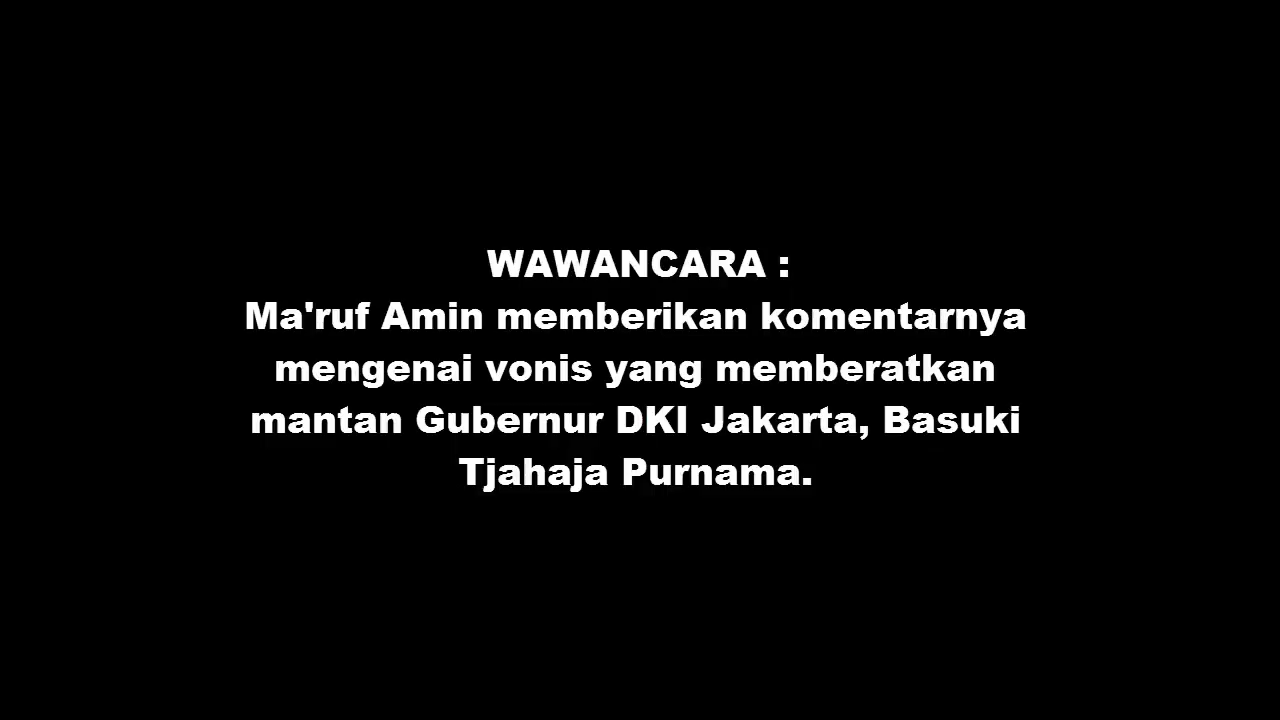 WAWANCARA :
Ma'ruf Amin memberikan komentarnya
mengenai vonis yang memberatkan
mantan Gubernur DKI Jakarta, Basuki
Tjahaja Purnama.